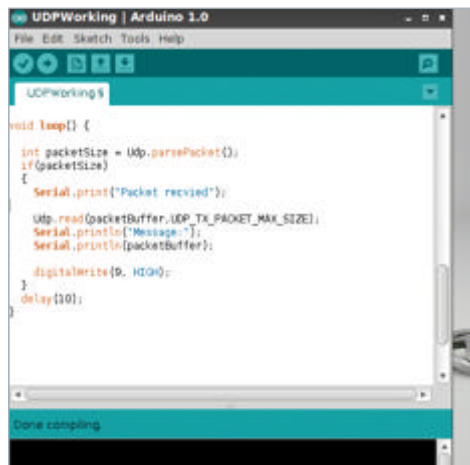 UDPWorking | Arduino 1.0
File Edit Sketch Tools Help
UDPWorking §
void loop() {
int packetSize = Udp.parsePacket();
if(packetSize)
{
Serial.print("Packet recvied");
Udp.read(packetBuffer,UDP_TX_PACKET_MAX_SIZE);
Serial.println("Message:");
Serial.println(packetBuffer);
digitalWrite(9, HIGH);
}
delay(10);
}
Done compiling.